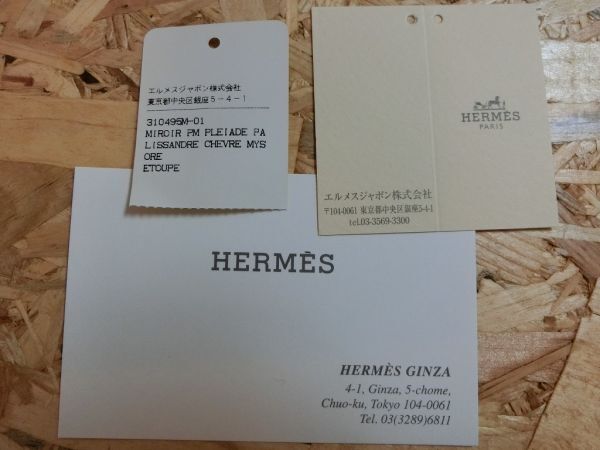 エルメスジャポン株式会社
東京都中央区銀座5-4-1
310495M-01
MIROIR PM PLEIADE PA
LISSANDRE CHEVRE MYS
ORE
ETOUPE
HERMÈS
PARIS
エルメスジャポン株式会社
〒104-0061 東京都中央区銀座5-4-1
tel.03-3569-3300
HERMÈS
HERMÈS GINZA
4-1, Ginza, 5-chome,
Chuo-ku, Tokyo 104-0061
Tel. 03(3289)6811